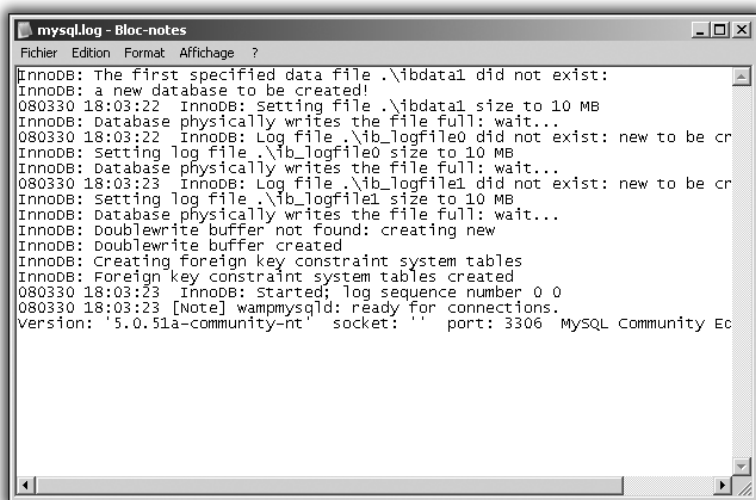 mysql.log - Bloc-notes
Fichier Edition Format Affichage ?
InnoDB: The first specified data file .\ibdata1 did not exist:
InnoDB: a new database to be created!
080330 18:03:22  InnoDB: Setting file .\ibdata1 size to 10 MB
InnoDB: Database physically writes the file full: wait...
080330 18:03:22  InnoDB: Log file .\ib_logfile0 did not exist: new to be cr
InnoDB: Setting log file .\ib_logfile0 size to 10 MB
InnoDB: Database physically writes the file full: wait...
080330 18:03:23  InnoDB: Log file .\ib_logfile1 did not exist: new to be cr
InnoDB: Setting log file .\ib_logfile1 size to 10 MB
InnoDB: Database physically writes the file full: wait...
InnoDB: Doublewrite buffer not found: creating new
InnoDB: Doublewrite buffer created
InnoDB: Creating foreign key constraint system tables
InnoDB: Foreign key constraint system tables created
080330 18:03:23  InnoDB: Started; log sequence number 0 0
080330 18:03:23 [Note] wampmysqld: ready for connections.
Version: '5.0.51a-community-nt'  socket: ''  port: 3306  MySQL Community Ed